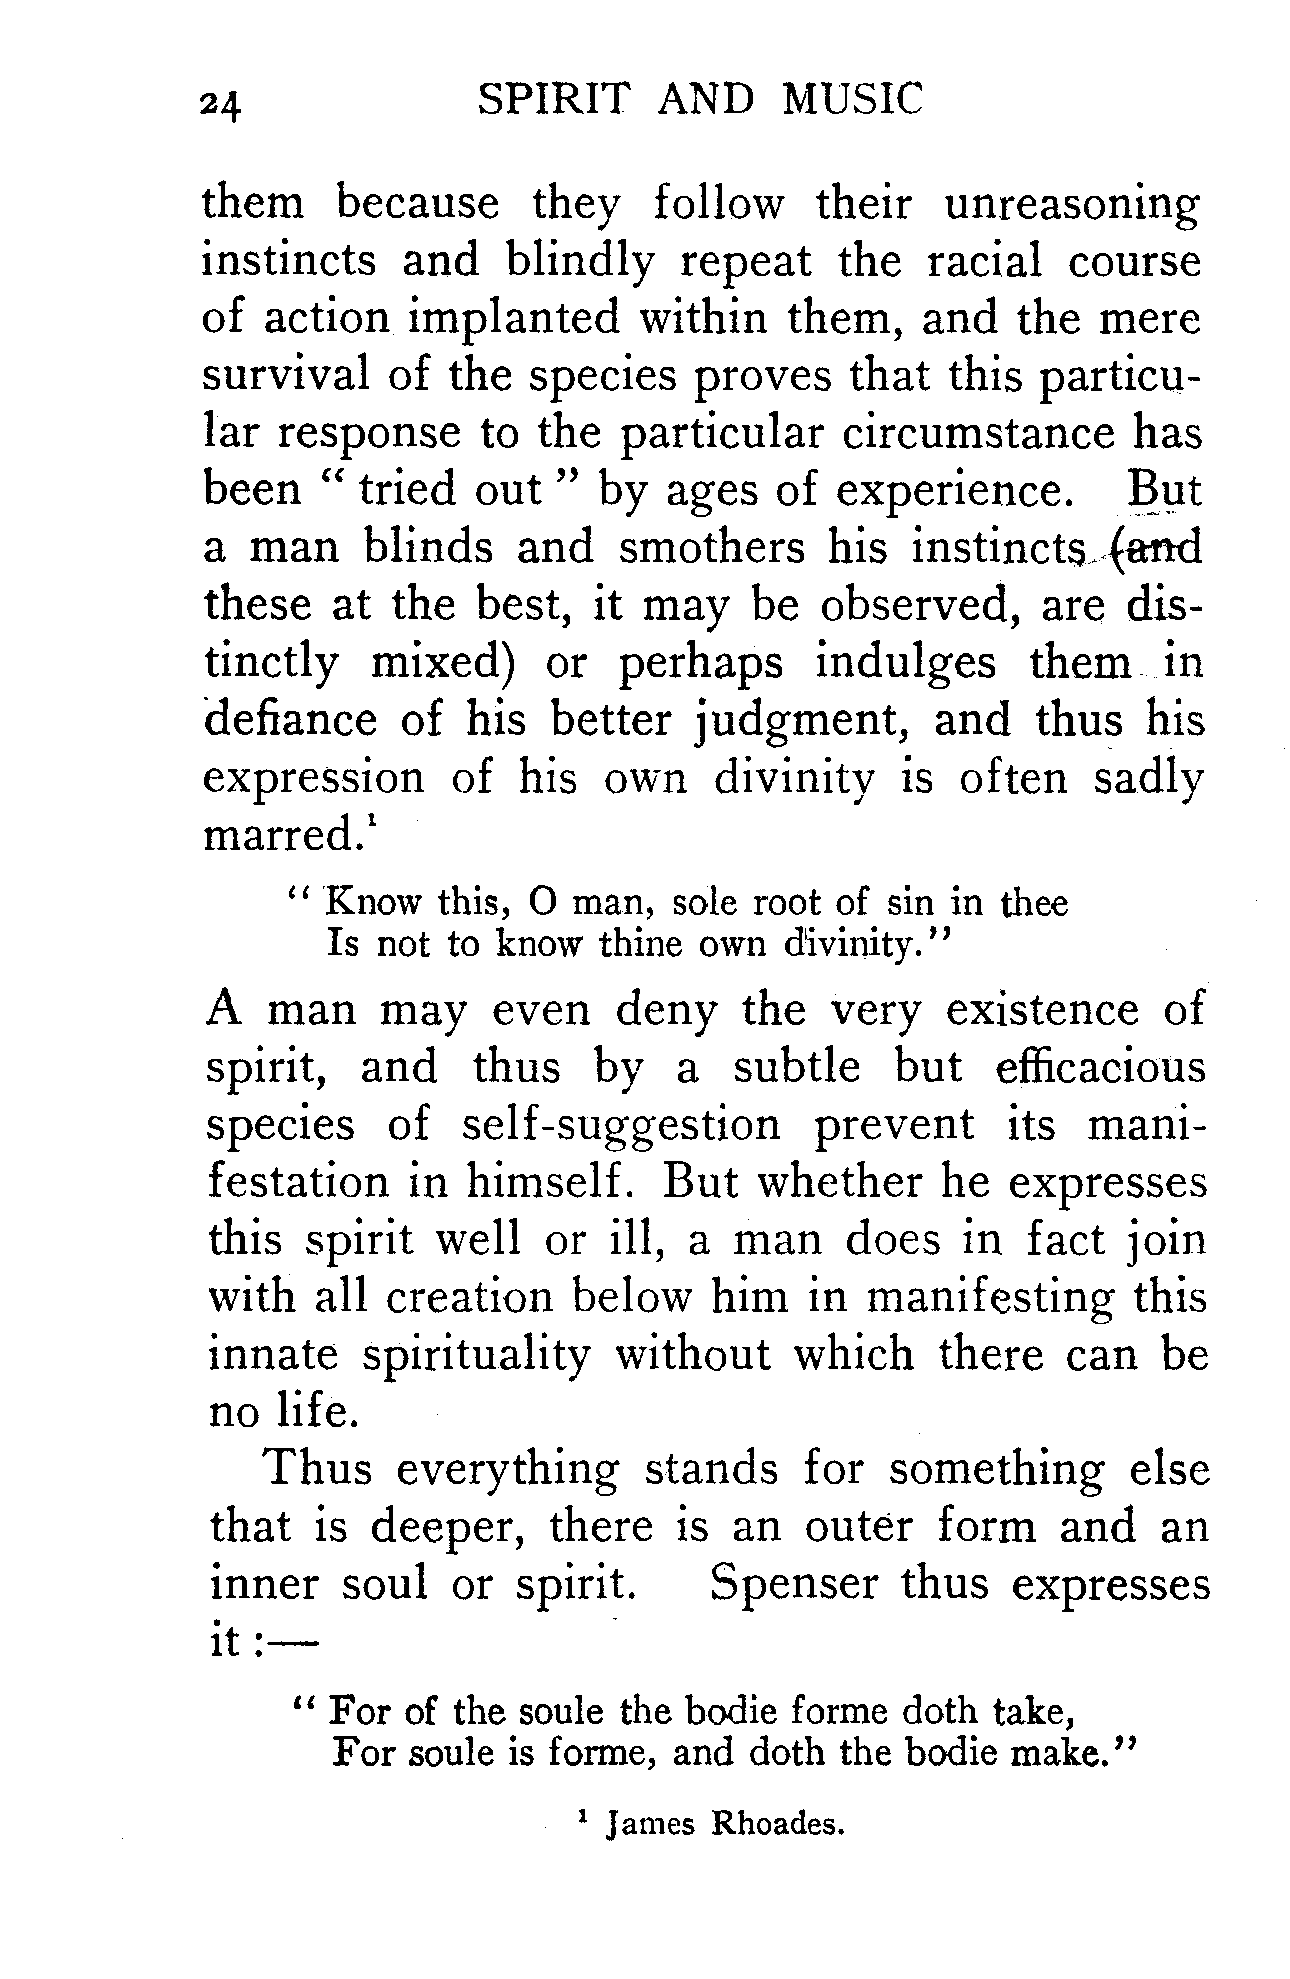 24 SPIRIT AND MUSIC
them because they follow their unreasoning
instincts and blindly repeat the racial course
of action implanted within them, and the mere
survival of the species proves that this particu-
lar response to the particular circumstance has
been “ tried out ” by ages of experience. But
a man blinds and smothers his instincts (and
these at the best, it may be observed, are dis-
tinctly mixed) or perhaps indulges them in
defiance of his better judgment, and thus his
expression of his own divinity is often sadly
marred.¹
“ Know this, O man, sole root of sin in thee
Is not to know thine own divinity.”
A man may even deny the very existence of
spirit, and thus by a subtle but efficacious
species of self-suggestion prevent its mani-
festation in himself. But whether he expresses
this spirit well or ill, a man does in fact join
with all creation below him in manifesting this
innate spirituality without which there can be
no life.
Thus everything stands for something else
that is deeper, there is an outer form and an
inner soul or spirit. Spenser thus expresses
it :—
“ For of the soule the bodie forme doth take,
For soule is forme, and doth the bodie make.”
¹ James Rhoades.